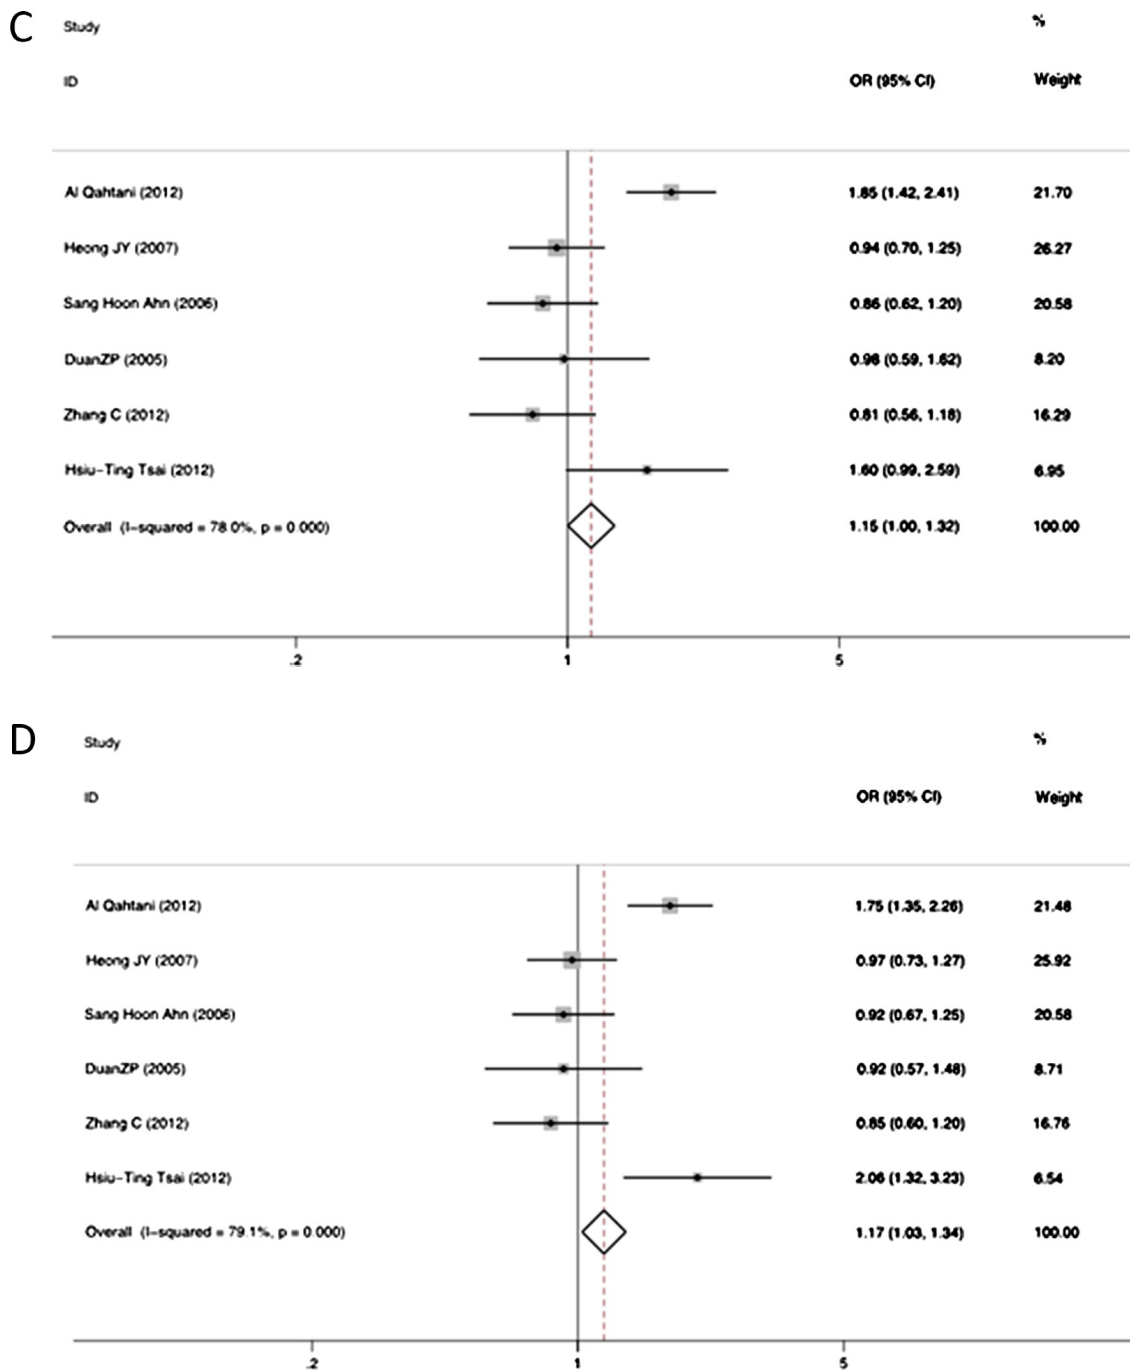 C
Study %
ID OR (95% CI) Weight
Al Qahtani (2012) 1.85 (1.42, 2.41) 21.70
Heong JY (2007) 0.94 (0.70, 1.25) 26.27
Sang Hoon Ahn (2006) 0.86 (0.62, 1.20) 20.58
DuanZP (2005) 0.98 (0.59, 1.62) 8.20
Zhang C (2012) 0.81 (0.56, 1.18) 16.29
Hsiu-Ting Tsai (2012) 1.60 (0.99, 2.59) 6.95
Overall (I-squared = 78.0%, p = 0.000) 1.15 (1.00, 1.32) 100.00
.2 1 5
D
Study %
ID OR (95% CI) Weight
Al Qahtani (2012) 1.75 (1.35, 2.26) 21.48
Heong JY (2007) 0.97 (0.73, 1.27) 25.92
Sang Hoon Ahn (2006) 0.92 (0.67, 1.25) 20.58
DuanZP (2005) 0.92 (0.57, 1.48) 8.71
Zhang C (2012) 0.85 (0.60, 1.20) 16.76
Hsiu-Ting Tsai (2012) 2.06 (1.32, 3.23) 6.54
Overall (I-squared = 79.1%, p = 0.000) 1.17 (1.03, 1.34) 100.00
.2 1 5